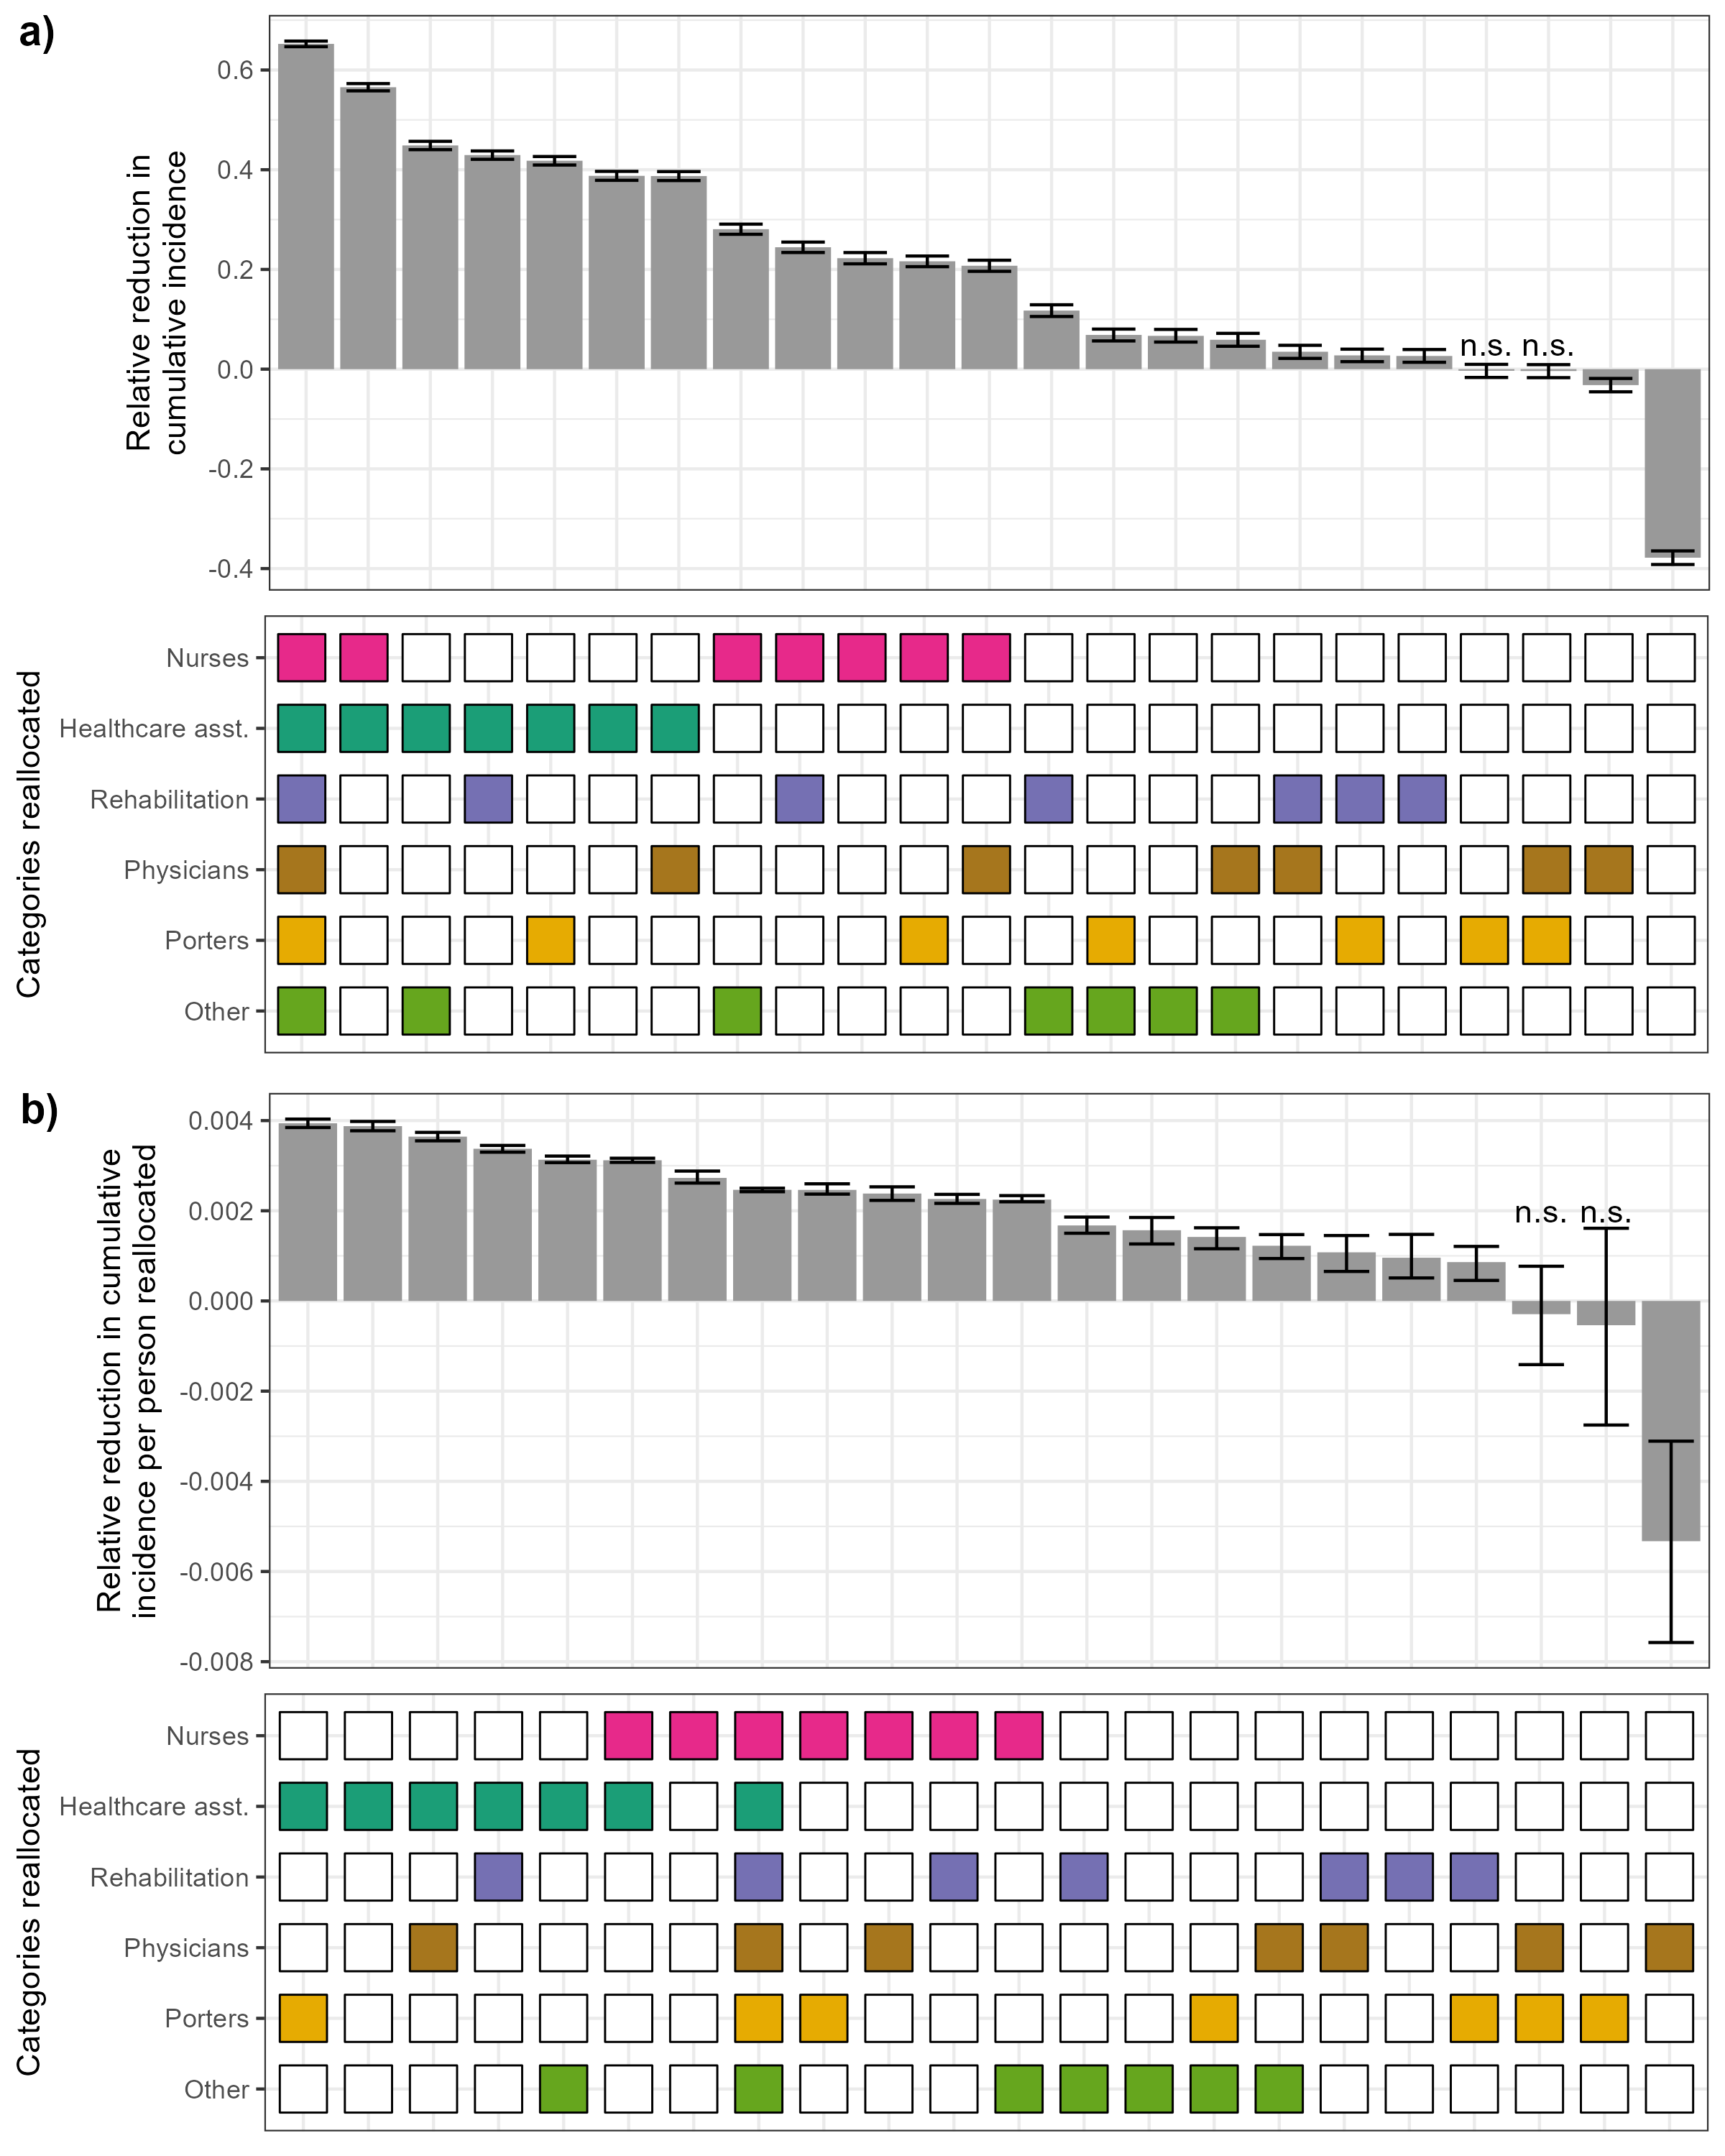 a)
Relative reduction in
cumulative incidence
0.6
0.4
0.2
0.0
-0.2
-0.4
n.s. n.s.
Categories reallocated
Nurses
Healthcare asst.
Rehabilitation
Physicians
Porters
Other
b)
Relative reduction in cumulative
incidence per person reallocated
0.004
0.002
0.000
-0.002
-0.004
-0.006
-0.008
n.s. n.s.
Categories reallocated
Nurses
Healthcare asst.
Rehabilitation
Physicians
Porters
Other